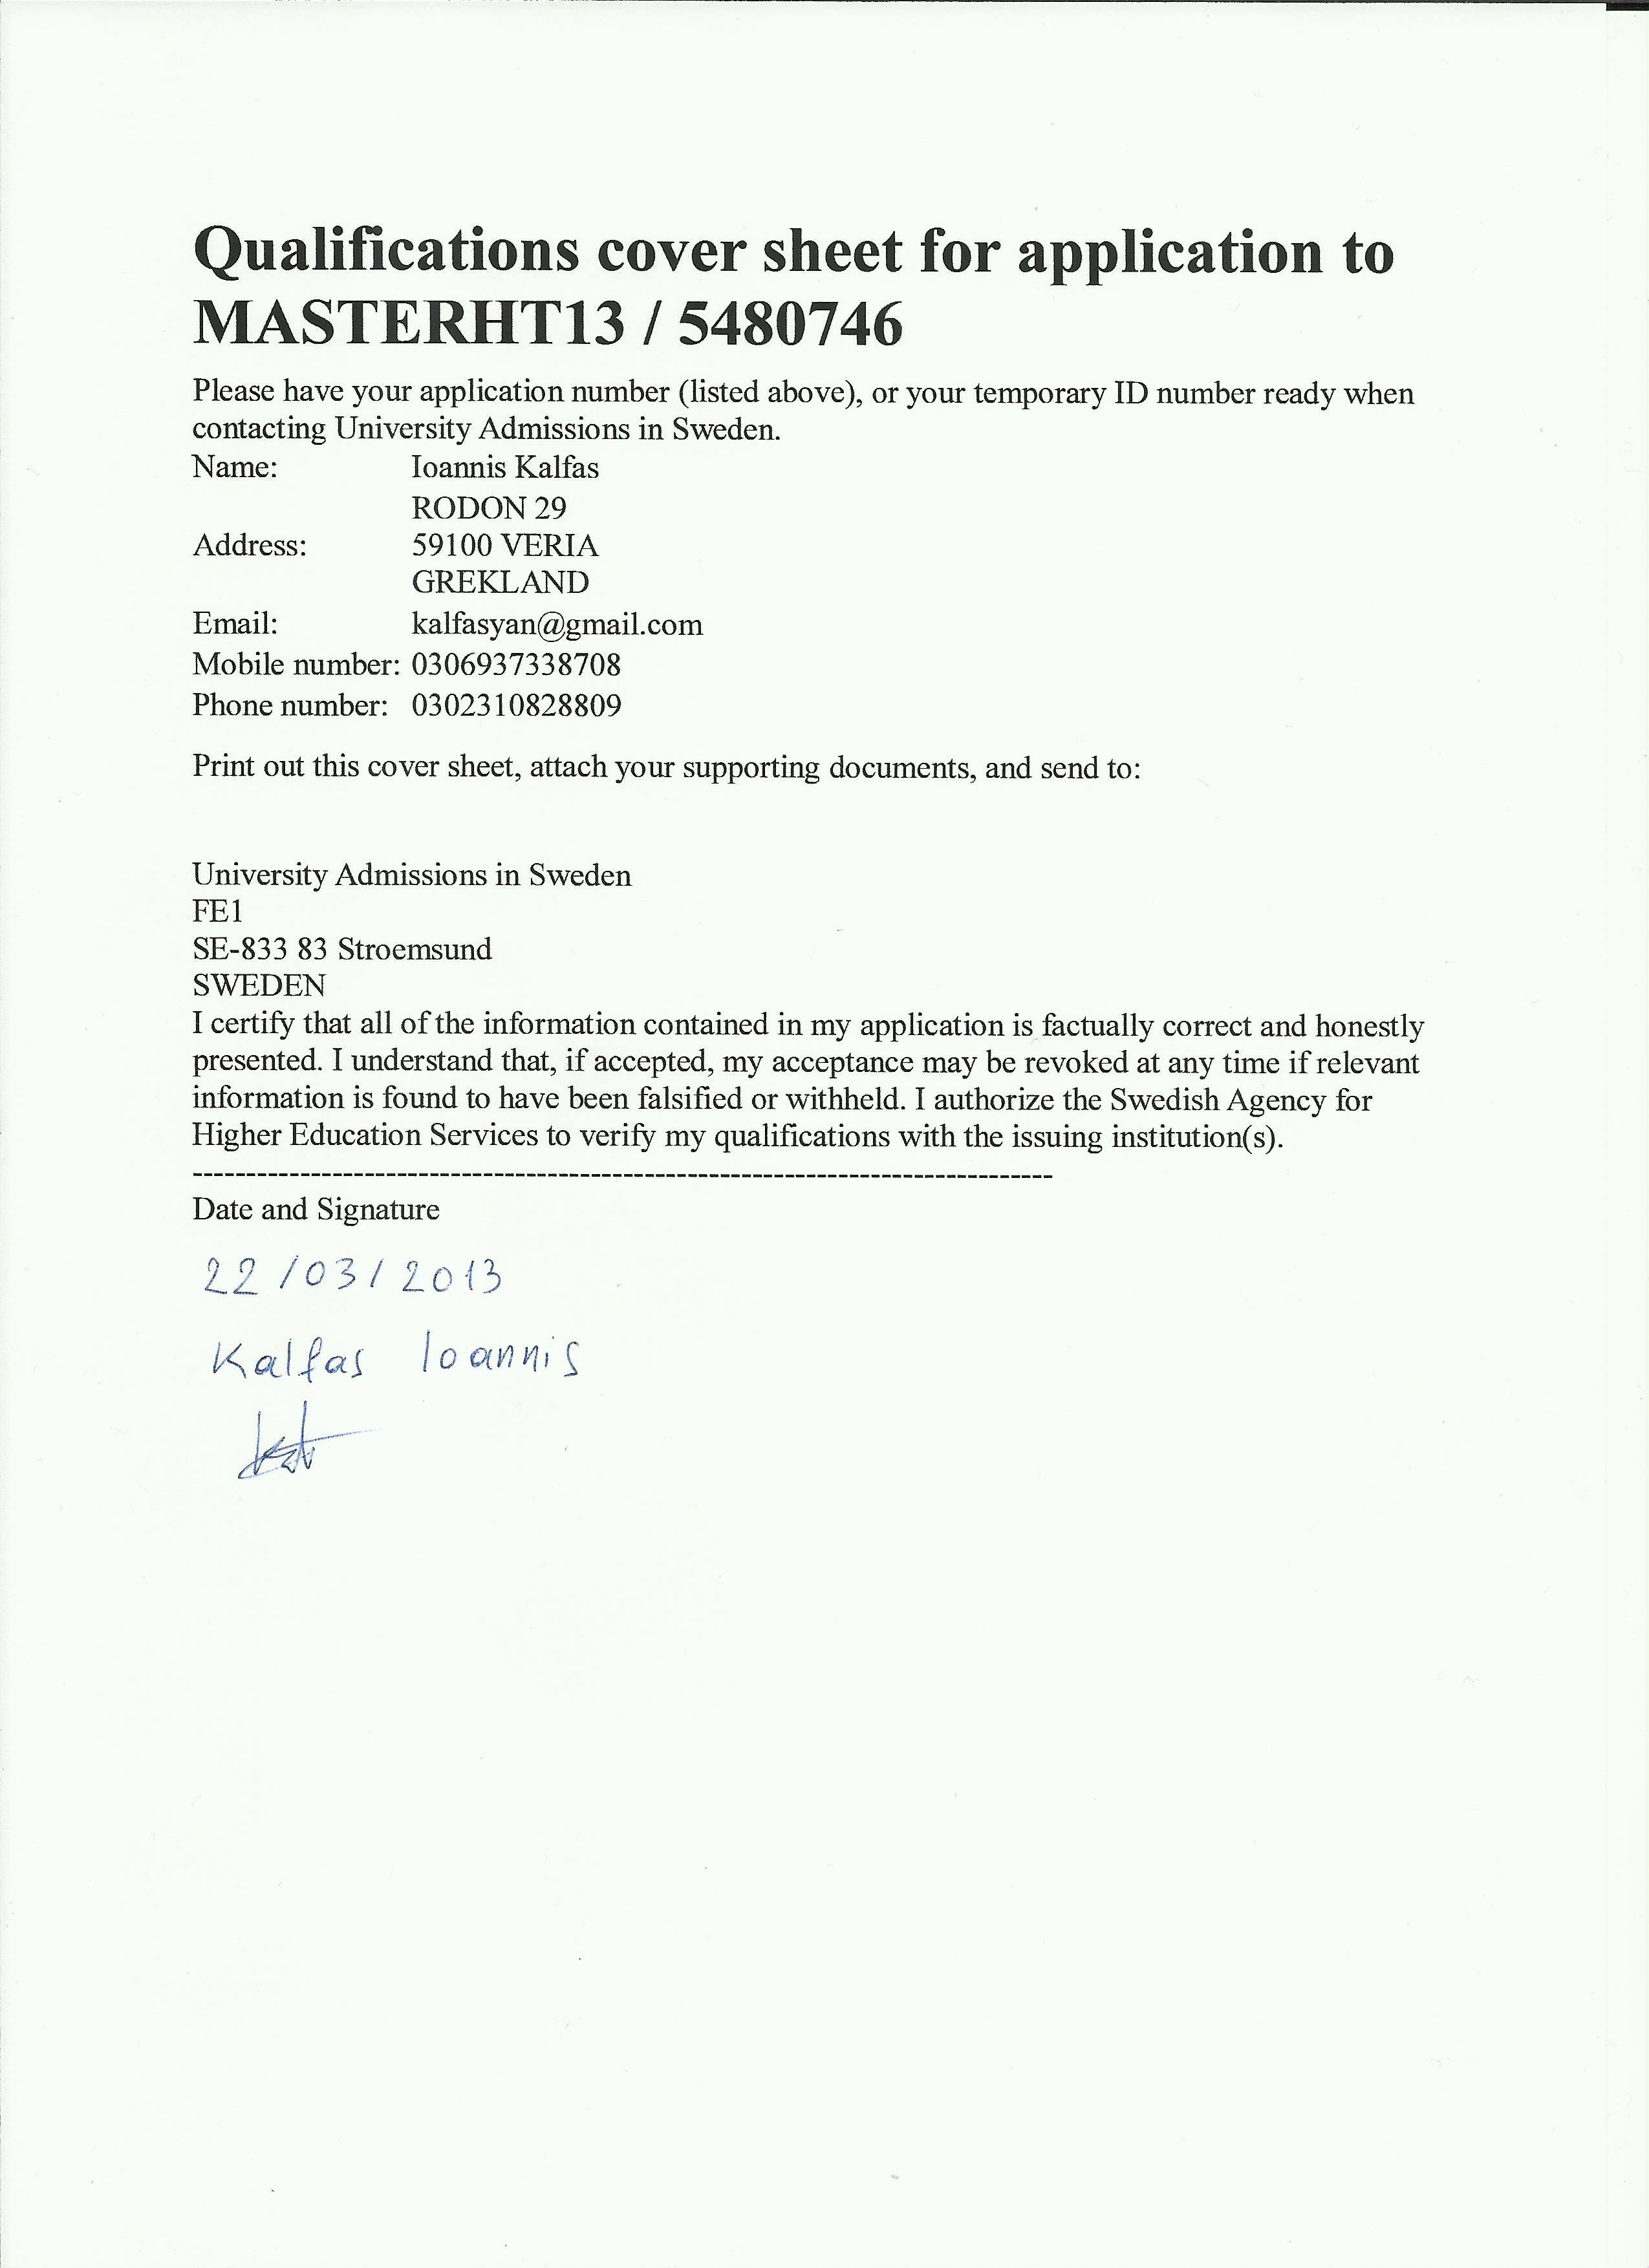 Qualifications cover sheet for application to
MASTERHT13 / 5480746
Please have your application number (listed above), or your temporary ID number ready when
contacting University Admissions in Sweden.
Name: Ioannis Kalfas
RODON 29
Address: 59100 VERIA
GREKLAND
Email: kalfasyan@gmail.com
Mobile number: 0306937338708
Phone number: 0302310828809
Print out this cover sheet, attach your supporting documents, and send to:
University Admissions in Sweden
FE1
SE-833 83 Stroemsund
SWEDEN
I certify that all of the information contained in my application is factually correct and honestly
presented. I understand that, if accepted, my acceptance may be revoked at any time if relevant
information is found to have been falsified or withheld. I authorize the Swedish Agency for
Higher Education Services to verify my qualifications with the issuing institution(s).
--------------------------------------------------------------------------------
Date and Signature
22/03/2013
Kalfas Ioannis